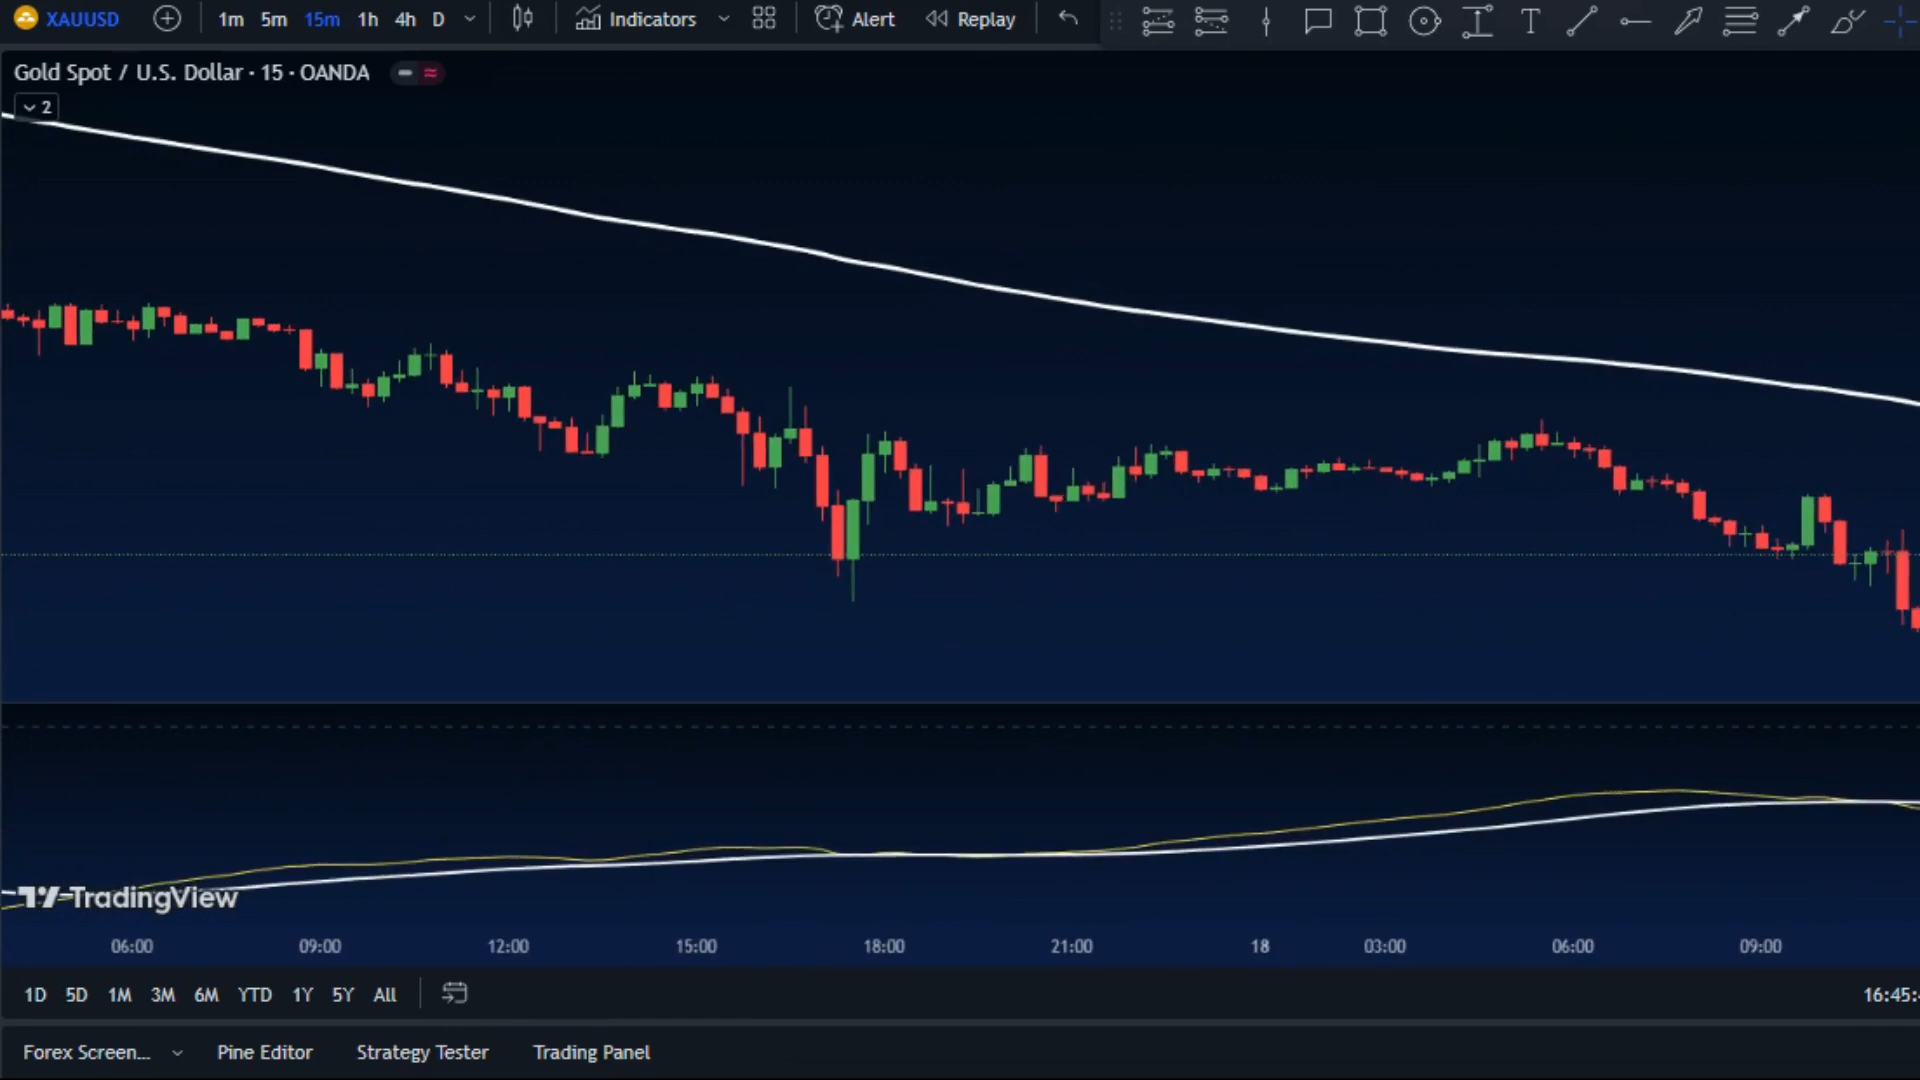 XAUUSD 1m 5m 15m 1h 4h D Indicators Alert Replay T
Gold Spot / U.S. Dollar · 15 · OANDA
2
TradingView
06:00 09:00 12:00 15:00 18:00 21:00 18 03:00 06:00 09:00
1D 5D 1M 3M 6M YTD 1Y 5Y All
16:45:
Forex Screen... Pine Editor Strategy Tester Trading Panel